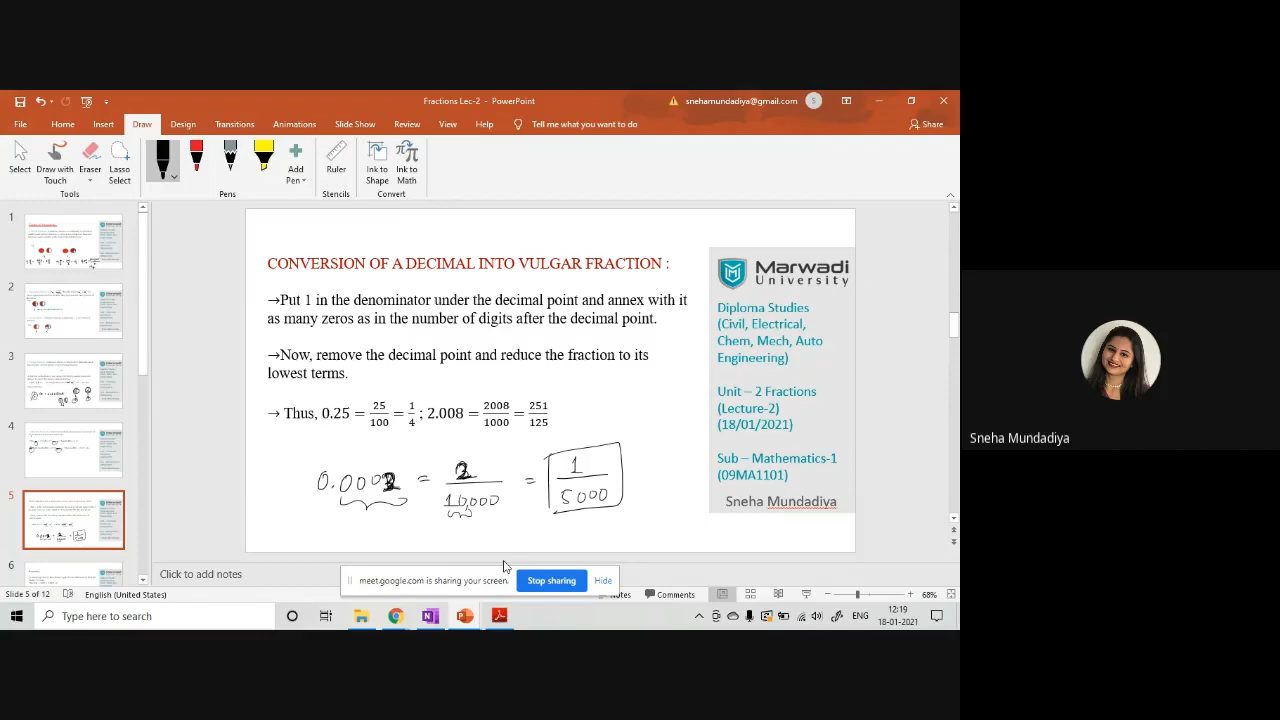 Fractions Lec-2 - PowerPoint
snehamundadiya@gmail.com
S
File Home Insert Draw Design Transitions Animations Slide Show Review View Help Tell me what you want to do
Share
Select Draw with Touch Eraser Lasso Select
Add Pen
Ruler
Ink to Shape Ink to Math
Tools Pens Stencils Convert
1
2
3
4
5
6
CONVERSION OF A DECIMAL INTO VULGAR FRACTION :
→Put 1 in the denominator under the decimal point and annex with it
as many zeros as in the number of digits after the decimal point.
→Now, remove the decimal point and reduce the fraction to its
lowest terms.
→ Thus, 0.25 = 25/100 = 1/4 ; 2.008 = 2008/1000 = 251/125
0.0002 = 2/10000 = 1/5000
Marwadi
University
Diploma Studies
(Civil, Electrical,
Chem, Mech, Auto
Engineering)
Unit – 2 Fractions
(Lecture-2)
(18/01/2021)
Sub – Mathematics-1
(09MA1101)
Sneha Mundadiya
Sneha Mundadiya
Click to add notes
meet.google.com is sharing your screen.
Stop sharing
Hide
Slide 5 of 12
English (United States)
Notes
Comments
68%
Type here to search
ENG
12:19
18-01-2021